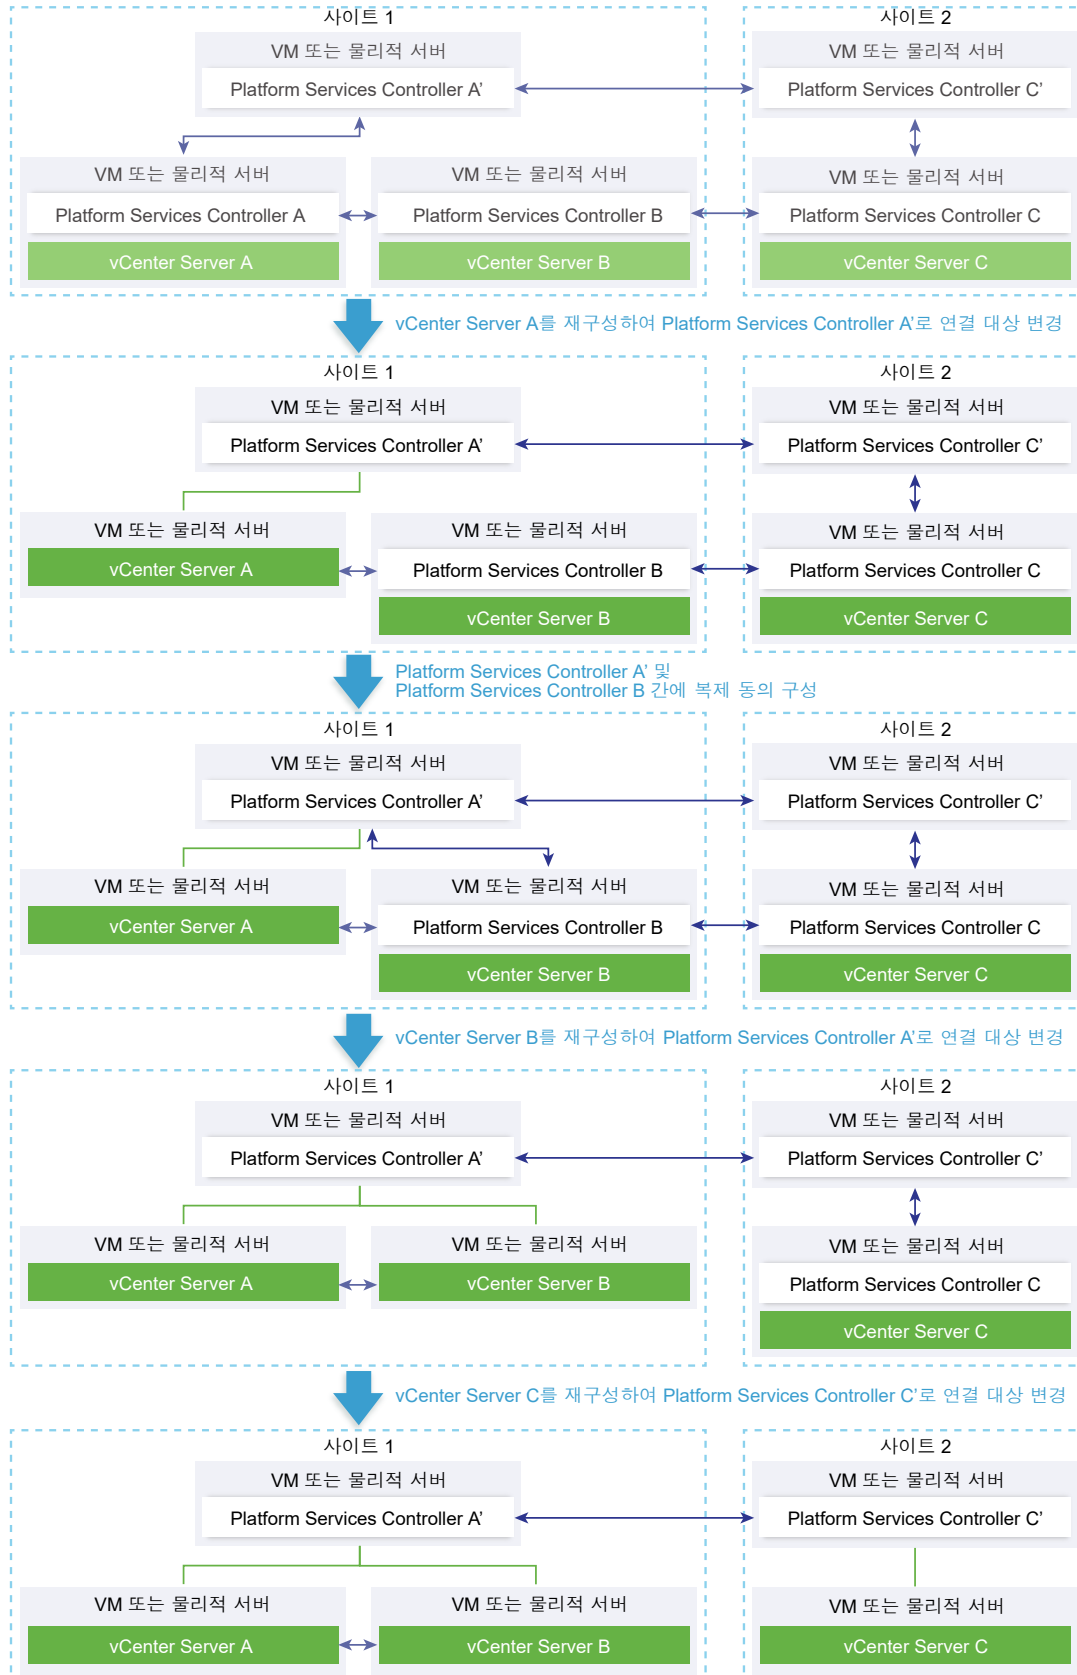 사이트 1
사이트 2
VM 또는 물리적 서버
VM 또는 물리적 서버
Platform Services Controller A’
Platform Services Controller C’
VM 또는 물리적 서버
VM 또는 물리적 서버
VM 또는 물리적 서버
Platform Services Controller A
Platform Services Controller B
Platform Services Controller C
vCenter Server A
vCenter Server B
vCenter Server C
vCenter Server A를 재구성하여 Platform Services Controller A’로 연결 대상 변경
사이트 1
사이트 2
VM 또는 물리적 서버
VM 또는 물리적 서버
Platform Services Controller A’
Platform Services Controller C’
VM 또는 물리적 서버
VM 또는 물리적 서버
VM 또는 물리적 서버
vCenter Server A
Platform Services Controller B
Platform Services Controller C
vCenter Server B
vCenter Server C
Platform Services Controller A’ 및
Platform Services Controller B 간에 복제 동의 구성
사이트 1
사이트 2
VM 또는 물리적 서버
VM 또는 물리적 서버
Platform Services Controller A’
Platform Services Controller C’
VM 또는 물리적 서버
VM 또는 물리적 서버
VM 또는 물리적 서버
vCenter Server A
Platform Services Controller B
Platform Services Controller C
vCenter Server B
vCenter Server C
vCenter Server B를 재구성하여 Platform Services Controller A’로 연결 대상 변경
사이트 1
사이트 2
VM 또는 물리적 서버
VM 또는 물리적 서버
Platform Services Controller A’
Platform Services Controller C’
VM 또는 물리적 서버
VM 또는 물리적 서버
VM 또는 물리적 서버
vCenter Server A
vCenter Server B
Platform Services Controller C
vCenter Server C
vCenter Server C를 재구성하여 Platform Services Controller C’로 연결 대상 변경
사이트 1
사이트 2
VM 또는 물리적 서버
VM 또는 물리적 서버
Platform Services Controller A’
Platform Services Controller C’
VM 또는 물리적 서버
VM 또는 물리적 서버
VM 또는 물리적 서버
vCenter Server A
vCenter Server B
vCenter Server C